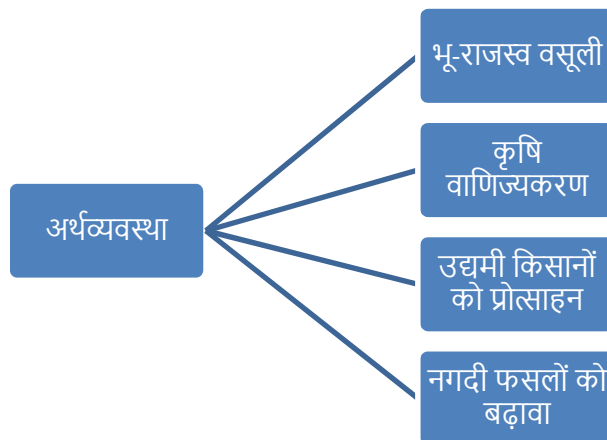 अर्थव्यवस्था
भू-राजस्व वसूली
कृषि
वाणिज्यकरण
उद्यमी किसानों
को प्रोत्साहन
नगदी फसलों को
बढ़ावा